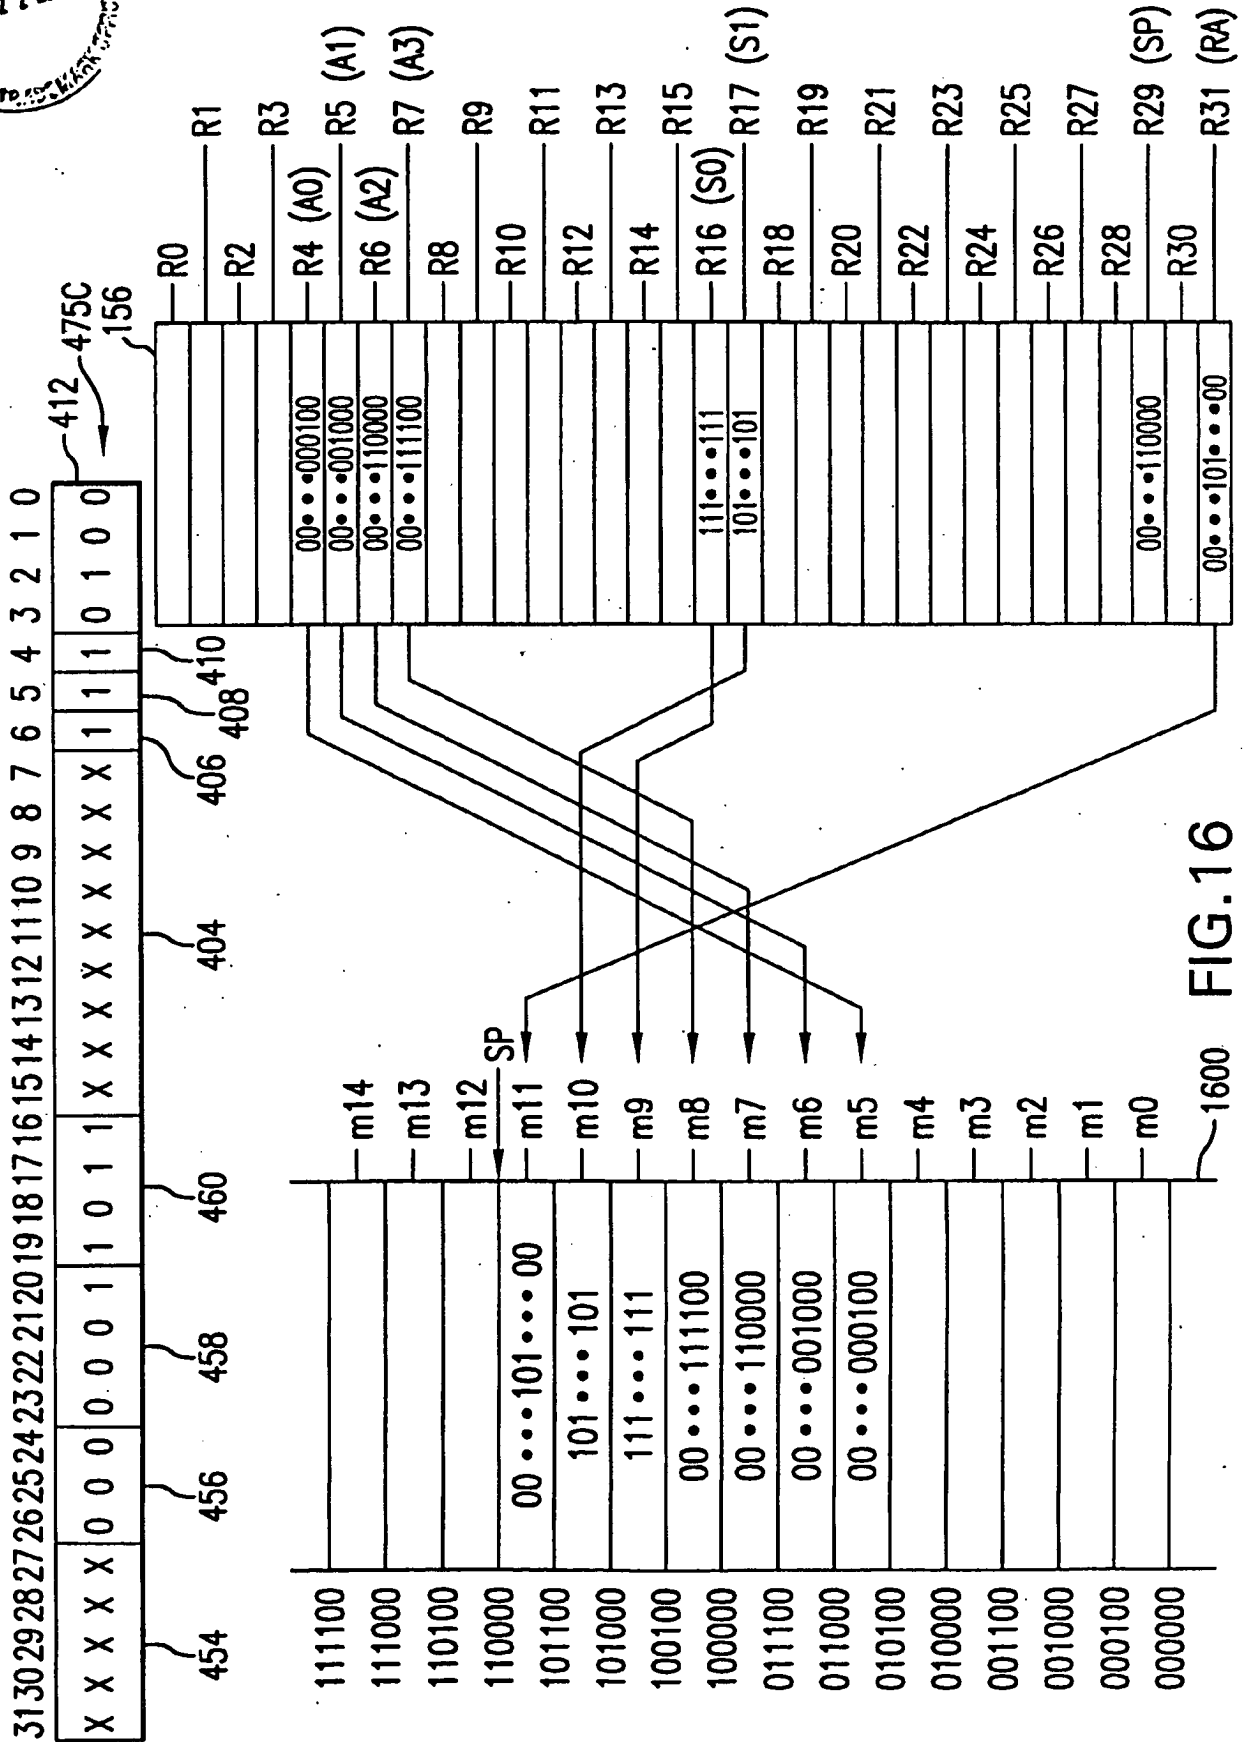 31 30 29 28 27 26 25 24 23 22 21 20 19 18 17 16 15 14 13 12 11 10 9 8 7 6 5 4 3 2 1 0
X X X X X 0 0 0 0 0 0 1 1 0 1 1 X X X X X X X X X 1 1 1 0 1 0 0
454 456 458 460 404 406 408 410 412
475C
156
R0
R1
R2
R3
R4 (A0) 00••••000100
R5 (A1) 00••••001000
R6 (A2) 00••••110000
R7 (A3) 00••••111100
R8
R9
R10
R11
R12
R13
R14
R15
R16 (S0) 111••••111
R17 (S1) 101••••101
R18
R19
R20
R21
R22
R23
R24
R25
R26
R27
R28
R29 (SP) 00••••110000
R30
R31 (RA) 00••••101••••00
111100
m14
111000
m13
110100
m12
110000
SP
00••••101••••00 m11
101100
101••••101 m10
101000
111••••111 m9
100100
00••••111100 m8
100000
00••••110000 m7
011100
00••••001000 m6
011000
00••••000100 m5
010100
m4
010000
m3
001100
m2
001000
m1
000100
m0
000000
1600
FIG.16